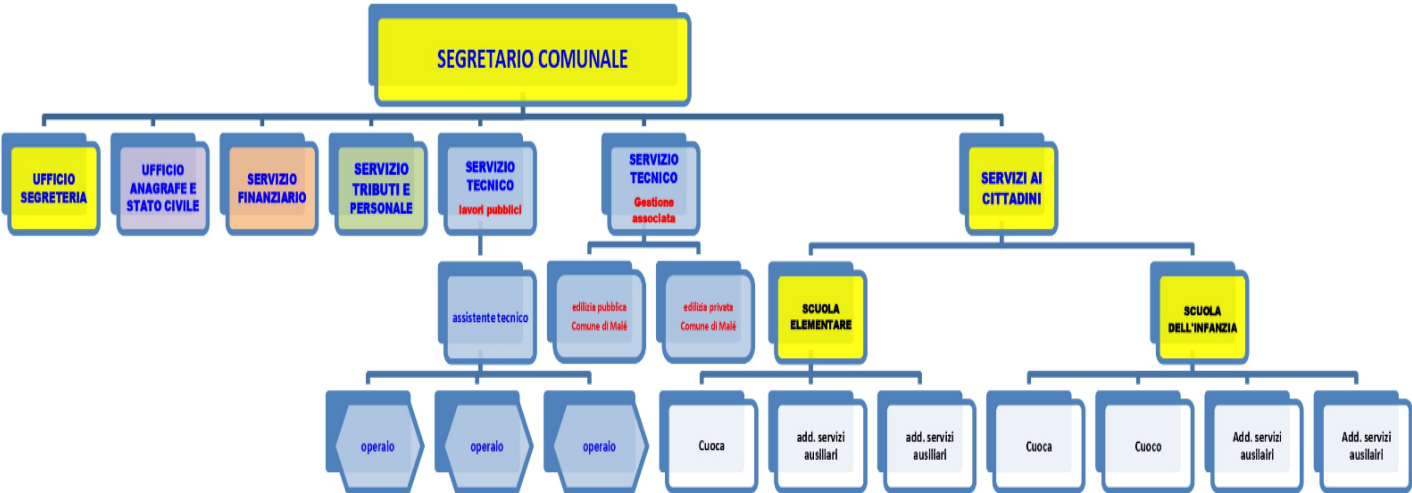 SEGRETARIO COMUNALE
UFFICIO
SEGRETERIA
UFFICIO
ANAGRAFE E
STATO CIVILE
SERVIZIO
FINANZIARIO
SERVIZIO
TRIBUTI E
PERSONALE
SERVIZIO
TECNICO
lavori pubblici
SERVIZIO
TECNICO
Gestione
associata
SERVIZI AI
CITTADINI
assistente tecnico
edilizia pubblica
Comune di Malé
edilizia privata
Comune di Malé
SCUOLA
ELEMENTARE
SCUOLA
DELL'INFANZIA
operaio
operaio
operaio
Cuoca
add. servizi
ausiliari
add. servizi
ausiliari
Cuoca
Cuoco
Add. servizi
ausilairi
Add. servizi
ausilairi